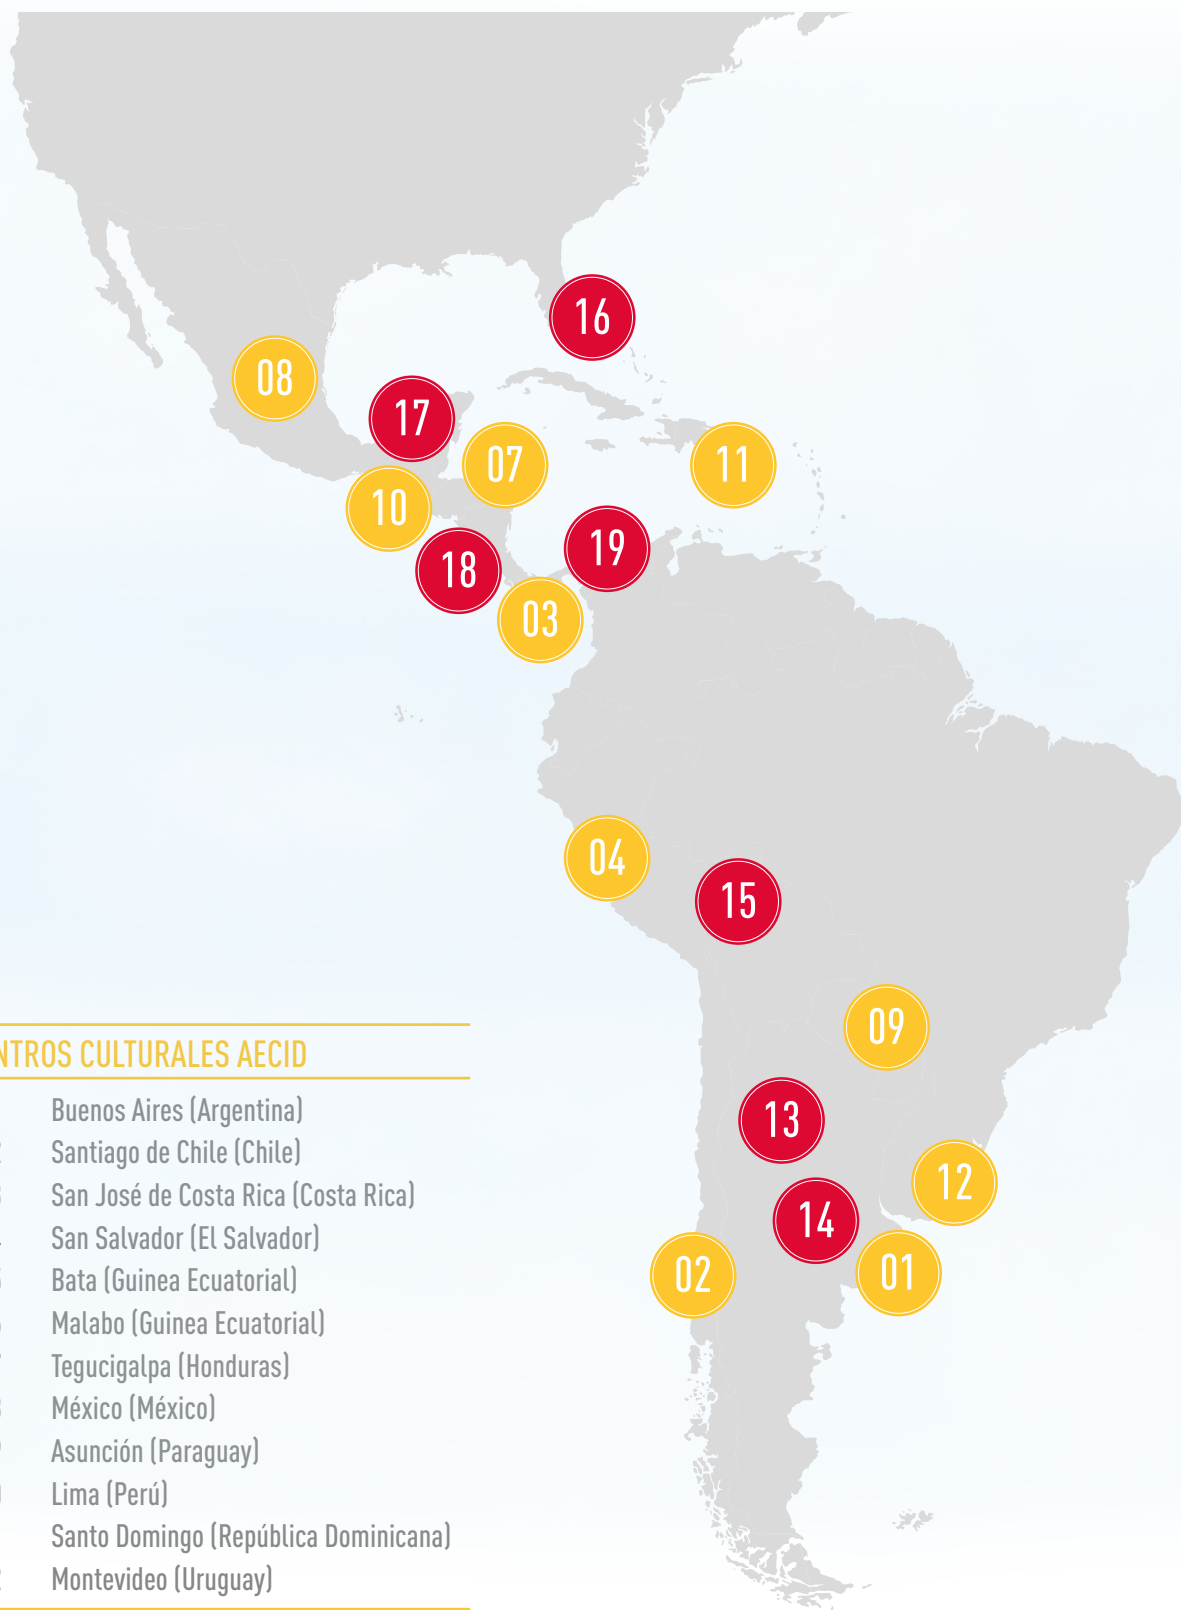 16
08
17
07
11
10
19
18
03
04
15
09
13
12
14
02
01
NTROS CULTURALES AECID
Buenos Aires (Argentina)
2 Santiago de Chile (Chile)
3 San José de Costa Rica (Costa Rica)
San Salvador (El Salvador)
Bata (Guinea Ecuatorial)
Malabo (Guinea Ecuatorial)
Tegucigalpa (Honduras)
México (México)
Asunción (Paraguay)
Lima (Perú)
Santo Domingo (República Dominicana)
2 Montevideo (Uruguay)